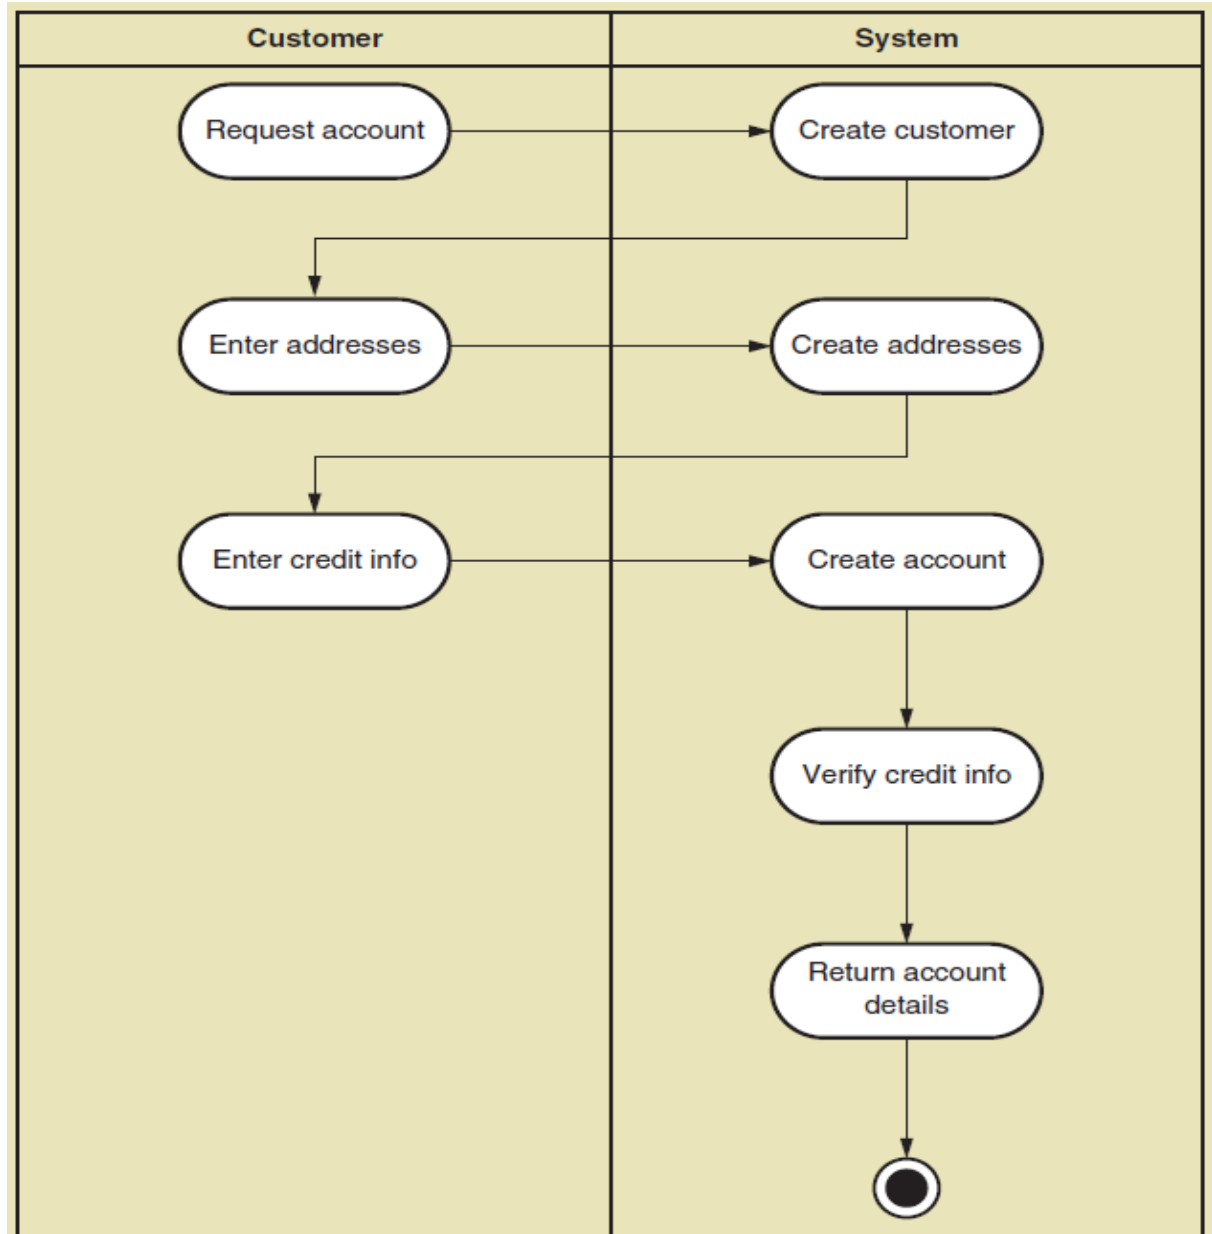 Customer
System
Request account
Create customer
Enter addresses
Create addresses
Enter credit info
Create account
Verify credit info
Return account
details